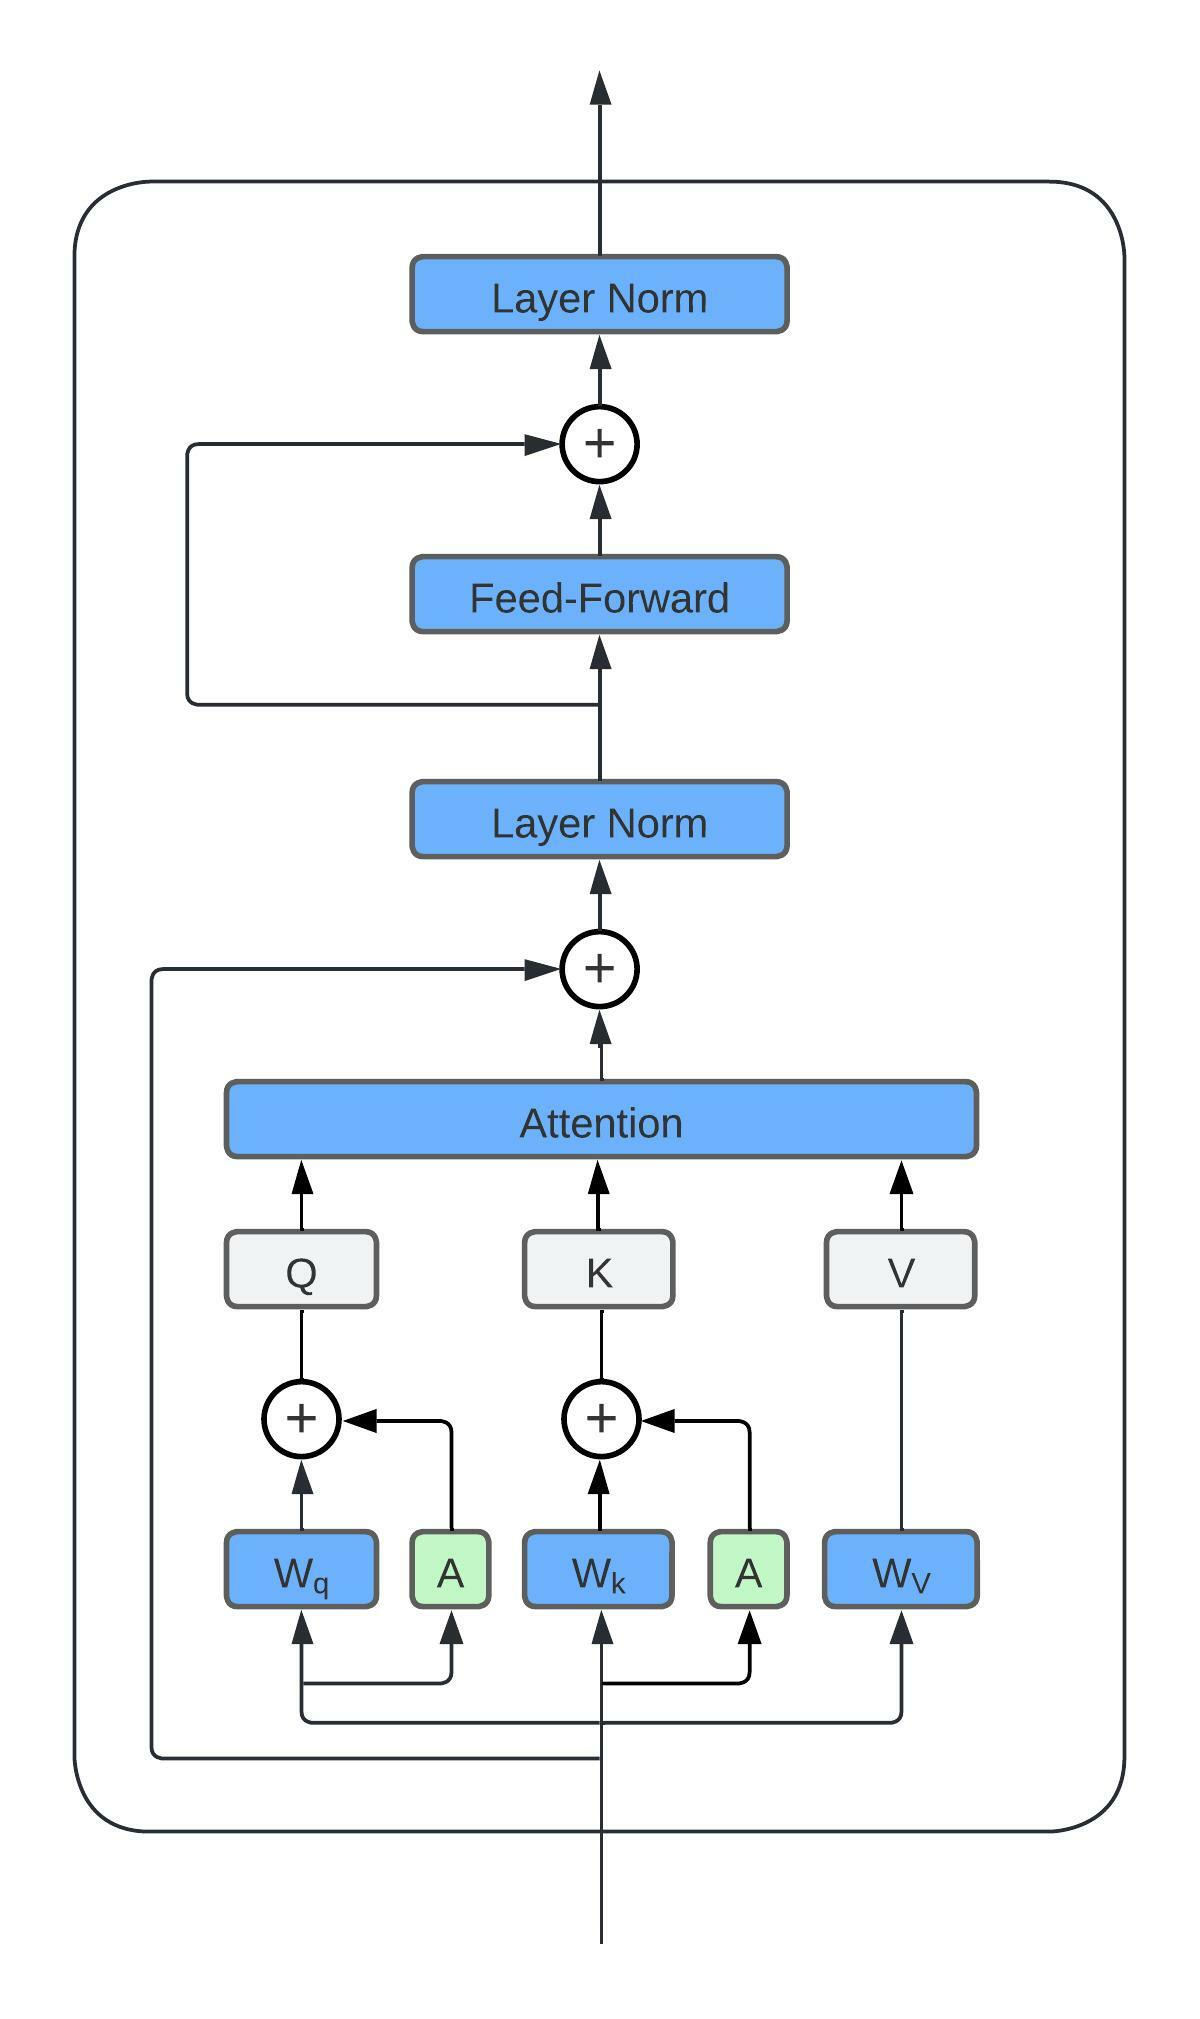 Layer Norm
+
Feed-Forward
Layer Norm
+
Attention
Q K V
+ +
Wq A Wk A WV